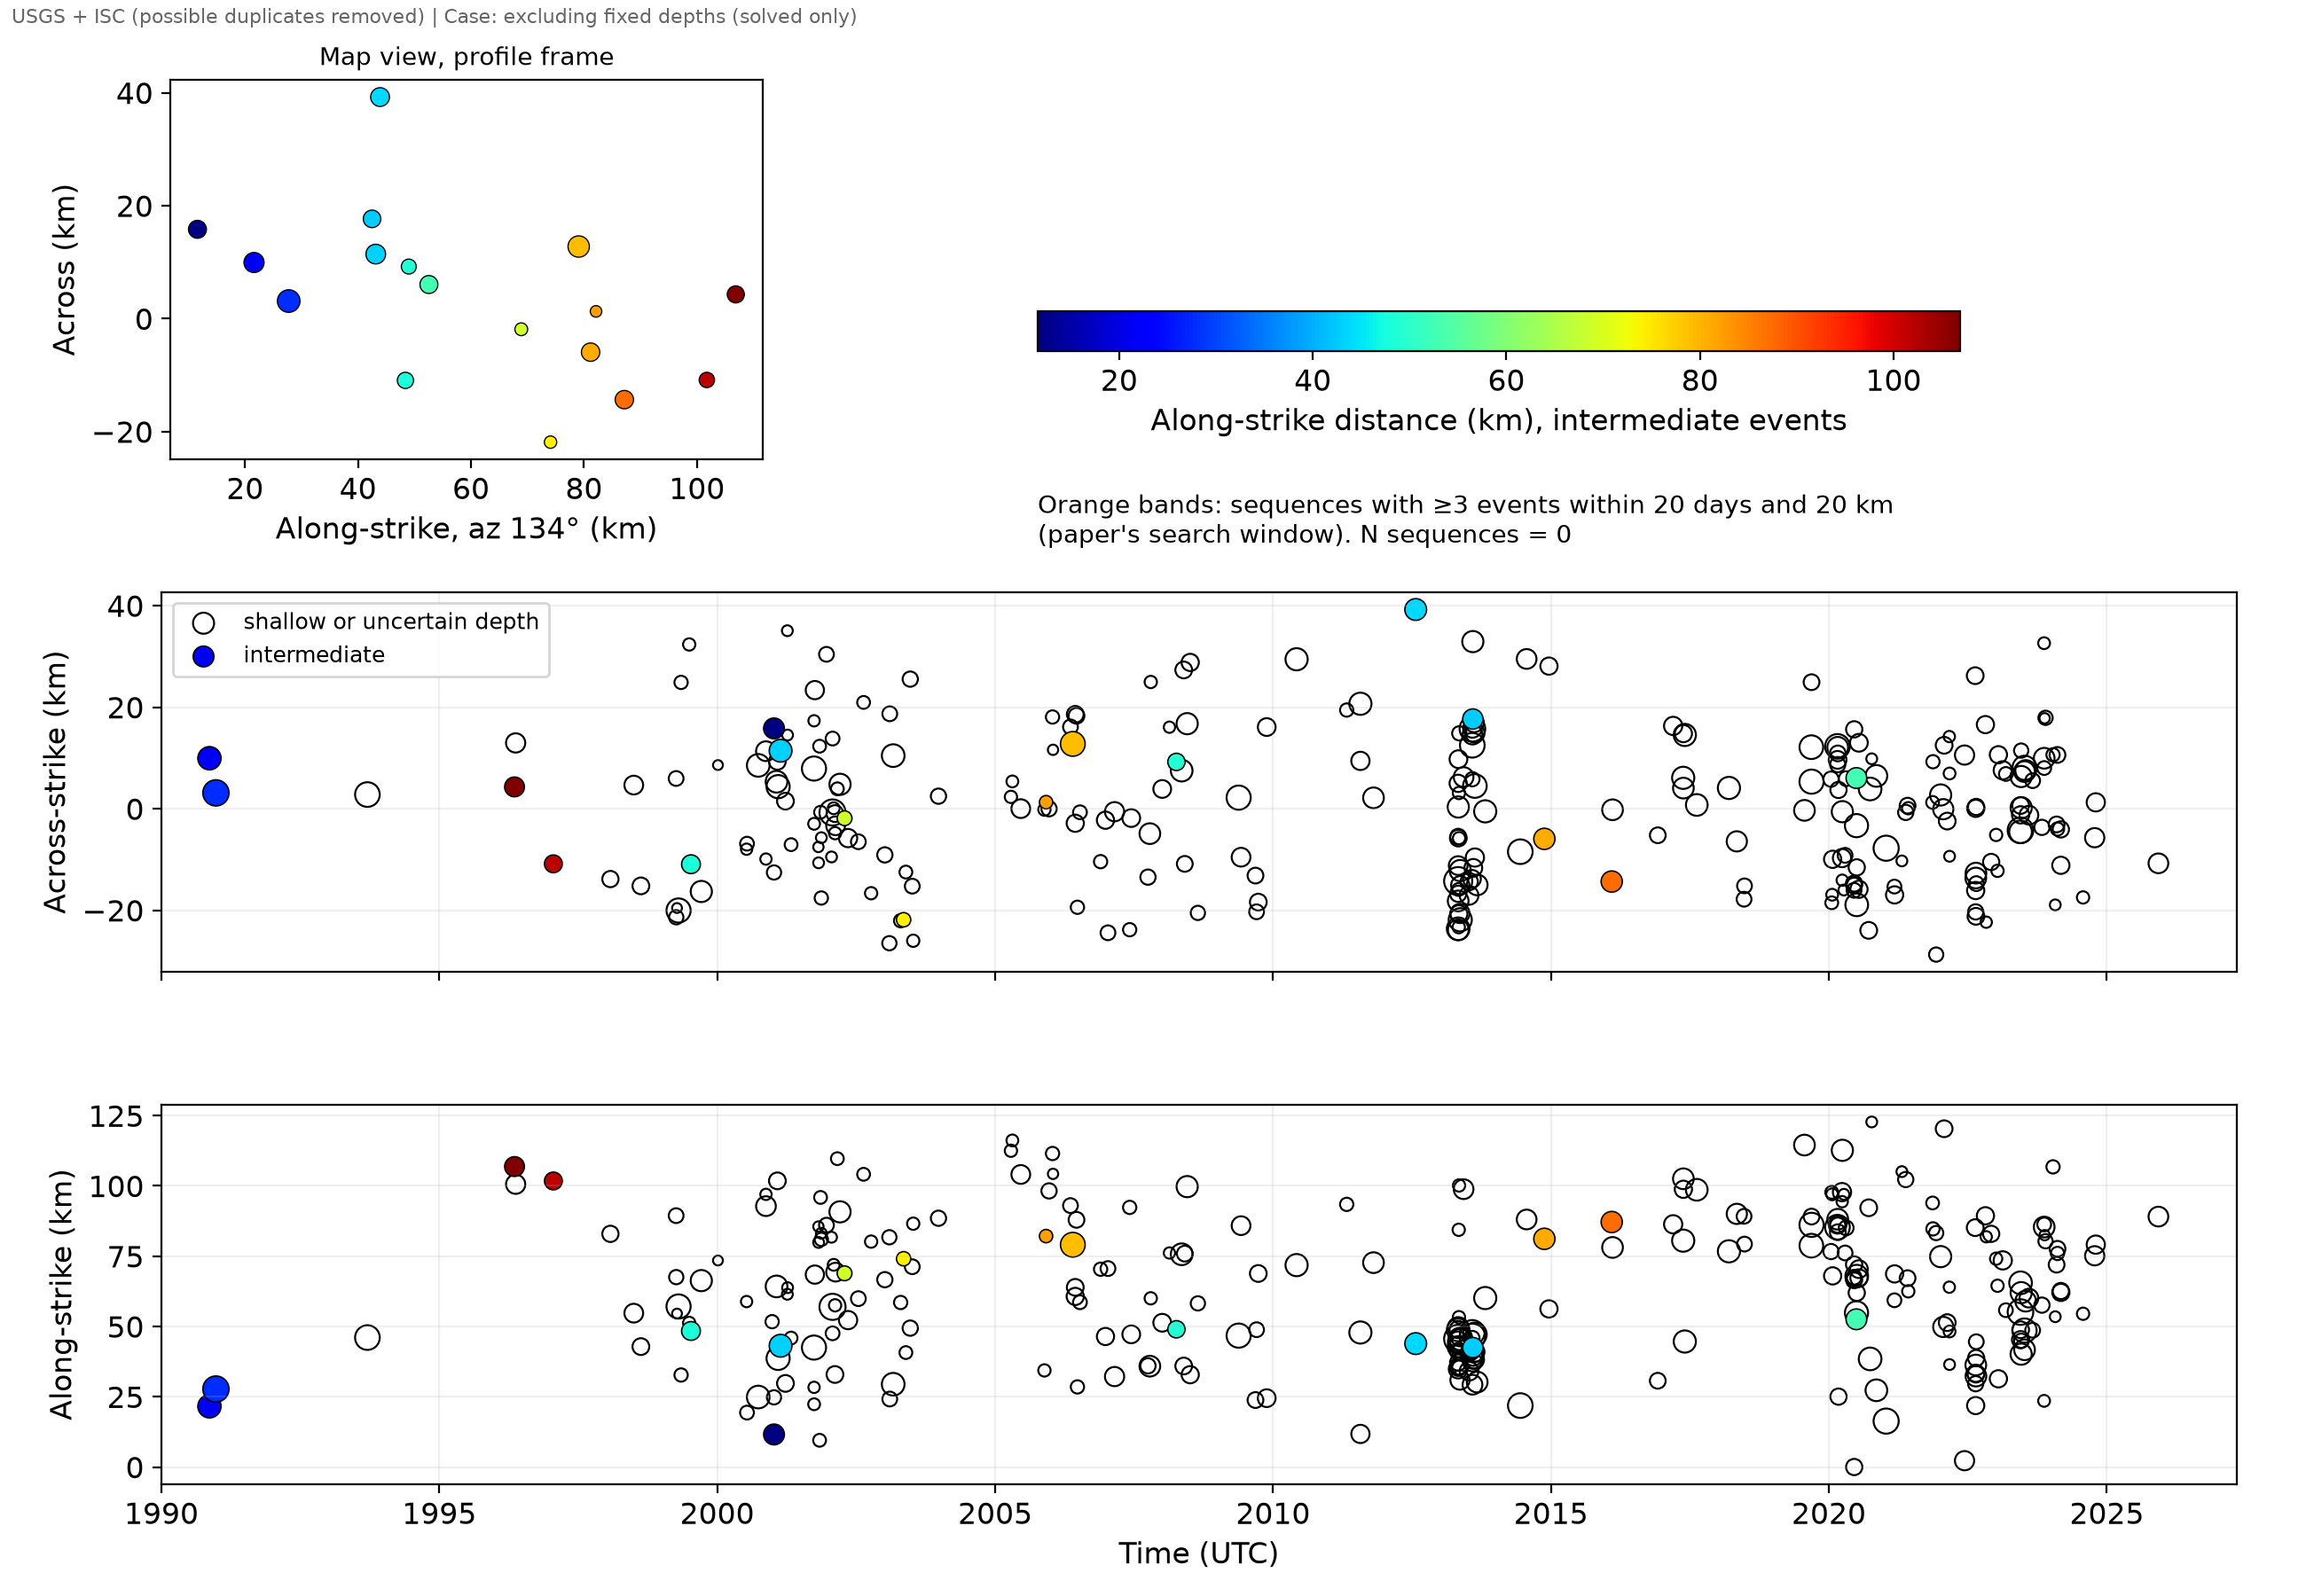 USGS + ISC (possible duplicates removed) | Case: excluding fixed depths (solved only)
Map view, profile frame
40
20
0
−20
Across (km)
20 40 60 80 100
Along-strike, az 134° (km)
20 40 60 80 100
Along-strike distance (km), intermediate events
Orange bands: sequences with ≥3 events within 20 days and 20 km
(paper's search window). N sequences = 0
shallow or uncertain depth
intermediate
40
20
0
−20
Across-strike (km)
125
100
75
50
25
0
Along-strike (km)
1990 1995 2000 2005 2010 2015 2020 2025
Time (UTC)